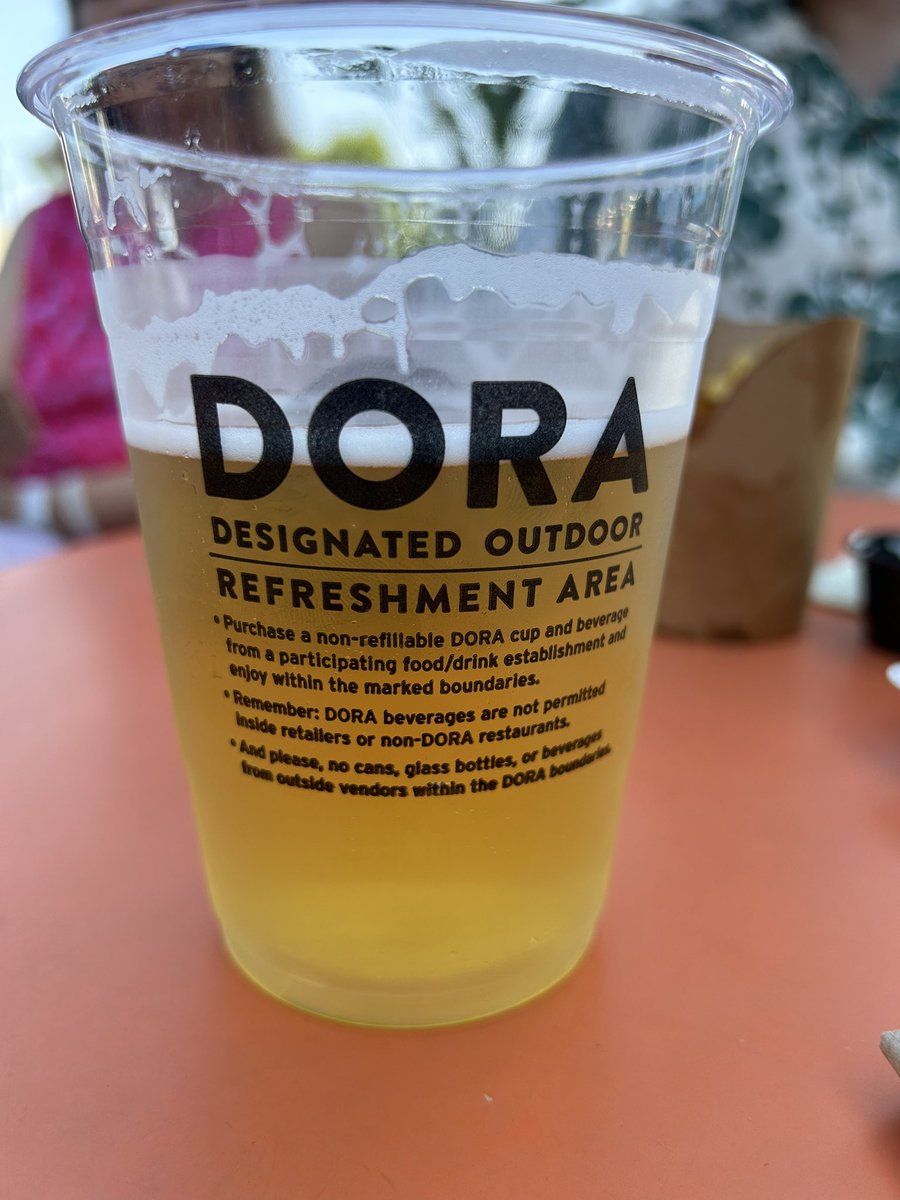 DORA
DESIGNATED OUTDOOR
REFRESHMENT AREA
• Purchase a non-refillable DORA cup and beverage
from a participating food/drink establishment and
enjoy within the marked boundaries.
• Remember: DORA beverages are not permitted
inside retailers or non-DORA restaurants.
• And please, no cans, glass bottles, or beverages
from outside vendors within the DORA boundaries.